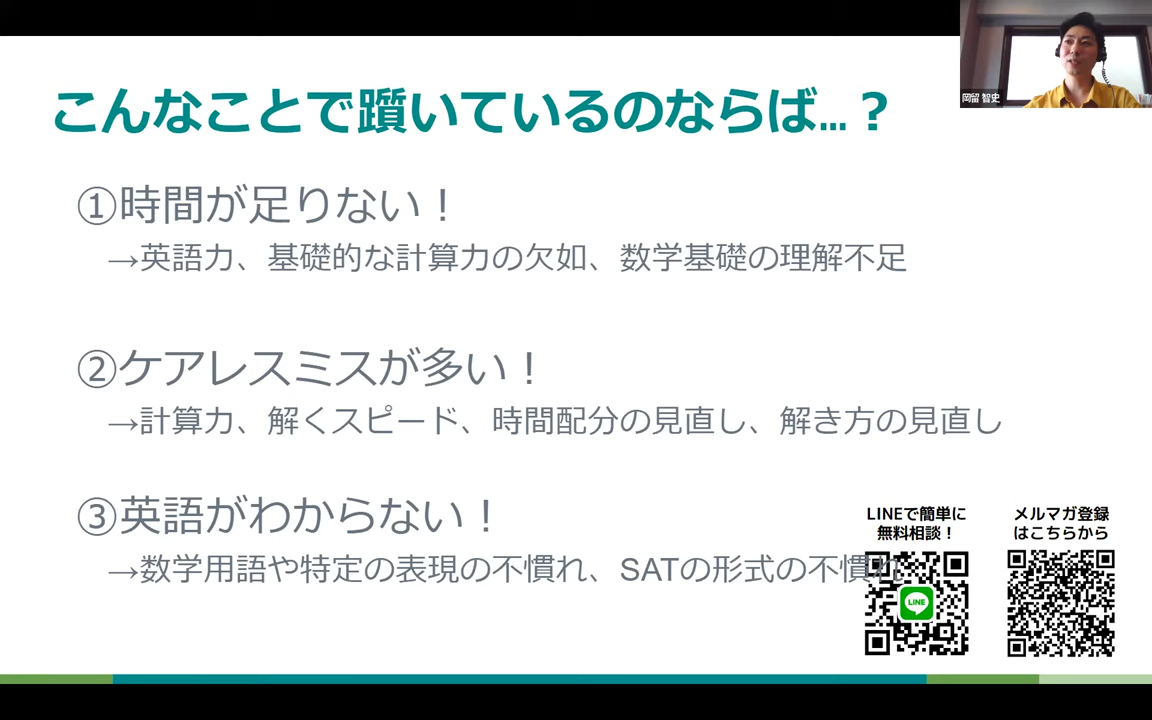 こんなことで躓いているのならば…？
岡留 智史
①時間が足りない！
→英語力、基礎的な計算力の欠如、数学基礎の理解不足
②ケアレスミスが多い！
→計算力、解くスピード、時間配分の見直し、解き方の見直し
③英語がわからない！
→数学用語や特定の表現の不慣れ、SATの形式の不慣れ
LINEで簡単に
無料相談！
LINE
メルマガ登録
はこちらから